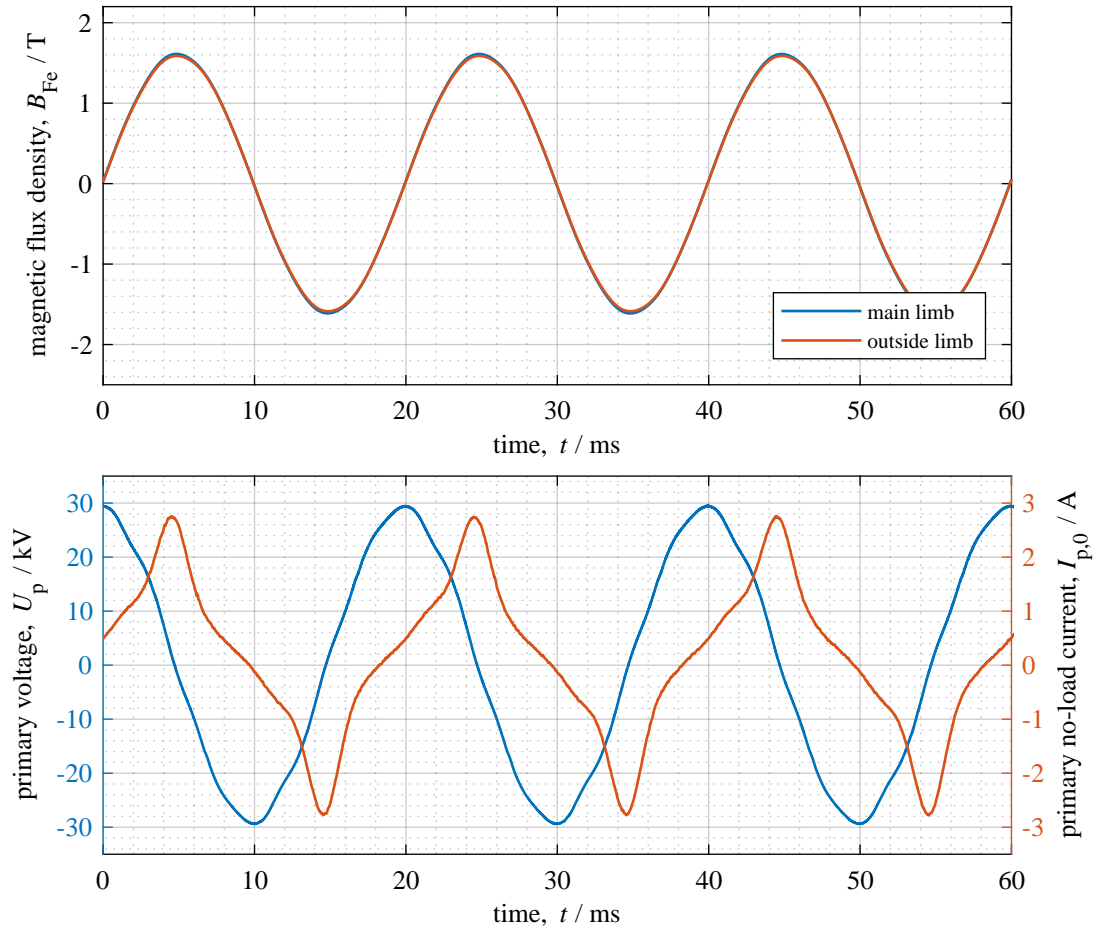 magnetic flux density, B_Fe / T
2
1
0
-1
-2
main limb
outside limb
0 10 20 30 40 50 60
time, t / ms
primary voltage, U_p / kV
30
20
10
0
-10
-20
-30
3
2
1
0
-1
-2
-3
primary no-load current, I_p,0 / A
0 10 20 30 40 50 60
time, t / ms